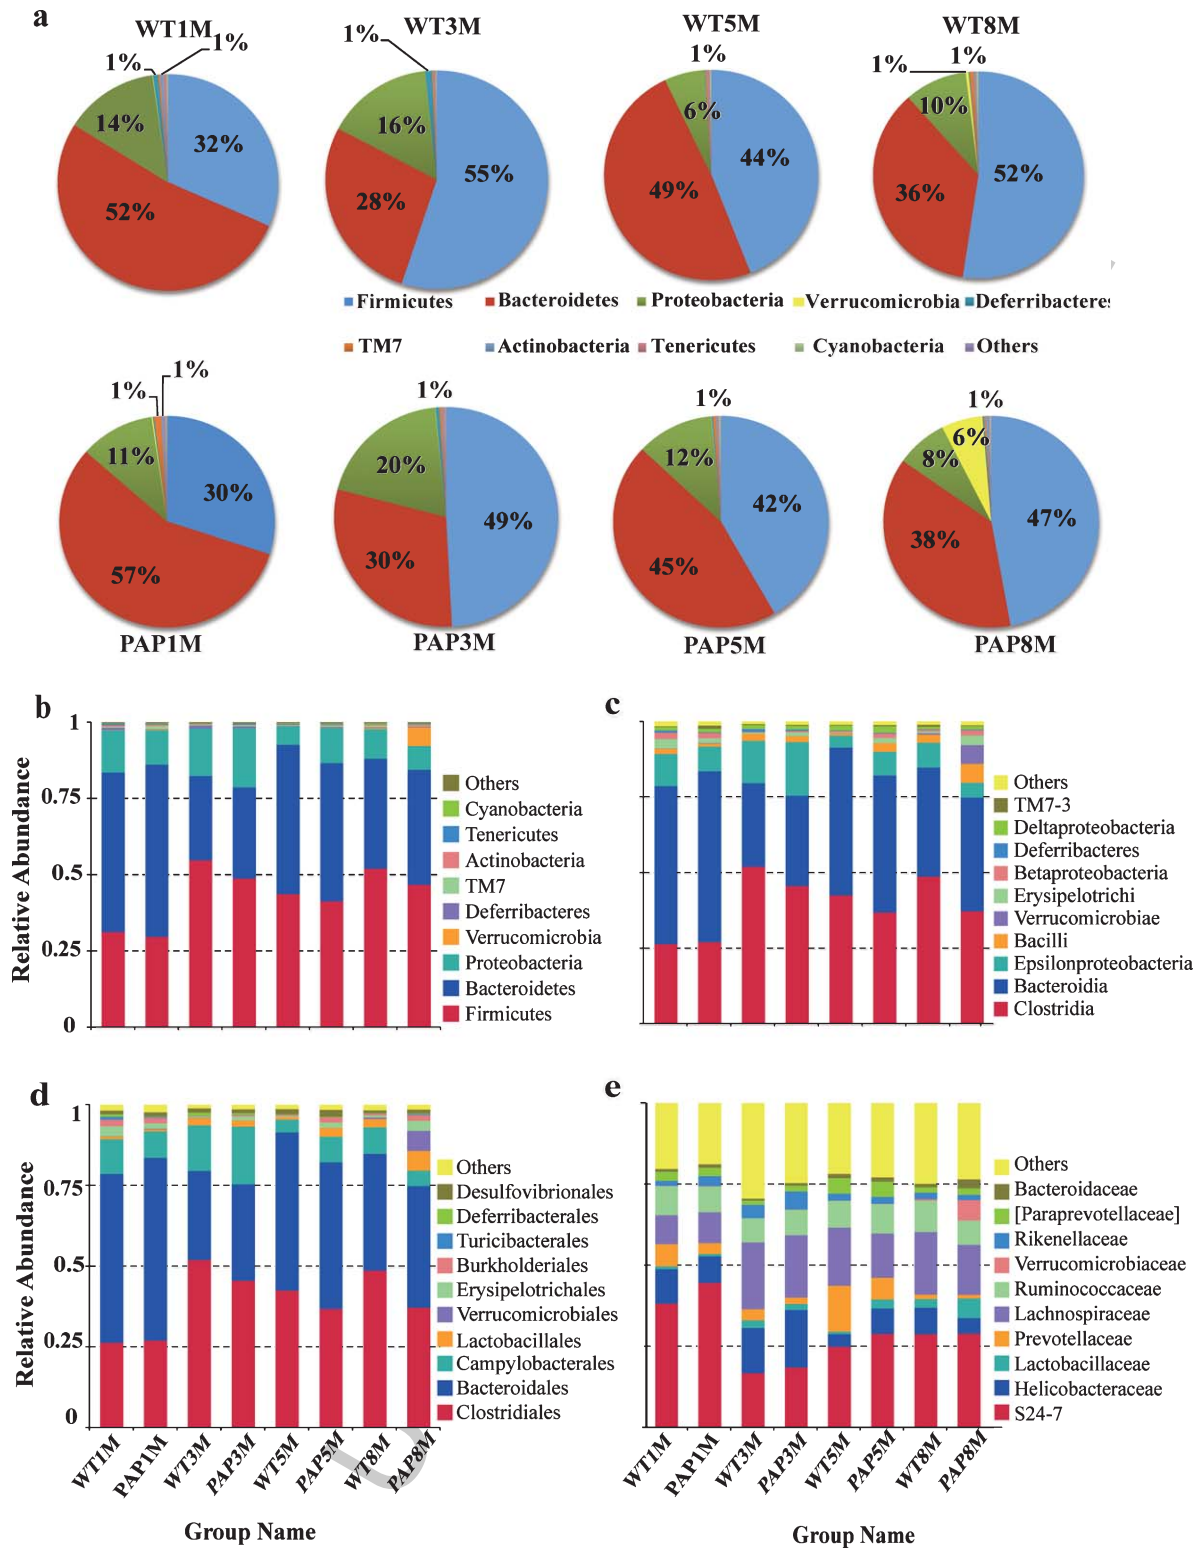 a
WT1M
WT3M
WT5M
WT8M
1%
1%
14%
32%
52%
1%
16%
55%
28%
1%
6%
44%
49%
1%
1%
10%
52%
36%
Firmicutes Bacteroidetes Proteobacteria Verrucomicrobia Deferribacteres
TM7 Actinobacteria Tenericutes Cyanobacteria Others
1%
1%
11%
30%
57%
PAP1M
1%
20%
49%
30%
PAP3M
1%
12%
42%
45%
PAP5M
1%
6%
8%
47%
38%
PAP8M
b
Relative Abundance
1
0.75
0.5
0.25
0
Others
Cyanobacteria
Tenericutes
Actinobacteria
TM7
Deferribacteres
Verrucomicrobia
Proteobacteria
Bacteroidetes
Firmicutes
c
Others
TM7-3
Deltaproteobacteria
Deferribacteres
Betaproteobacteria
Erysipelotrichi
Verrucomicrobiae
Bacilli
Epsilonproteobacteria
Bacteroidia
Clostridia
d
Relative Abundance
1
0.75
0.5
0.25
0
Others
Desulfovibrionales
Deferribacterales
Turicibacterales
Burkholderiales
Erysipelotrichales
Verrucomicrobiales
Lactobacillales
Campylobacterales
Bacteroidales
Clostridiales
WT1M PAP1M WT3M PAP3M WT5M PAP5M WT8M PAP8M
Group Name
e
Others
Bacteroidaceae
[Paraprevotellaceae]
Rikenellaceae
Verrucomicrobiaceae
Ruminococcaceae
Lachnospiraceae
Prevotellaceae
Lactobacillaceae
Helicobacteraceae
S24-7
WT1M PAP1M WT3M PAP3M WT5M PAP5M WT8M PAP8M
Group Name